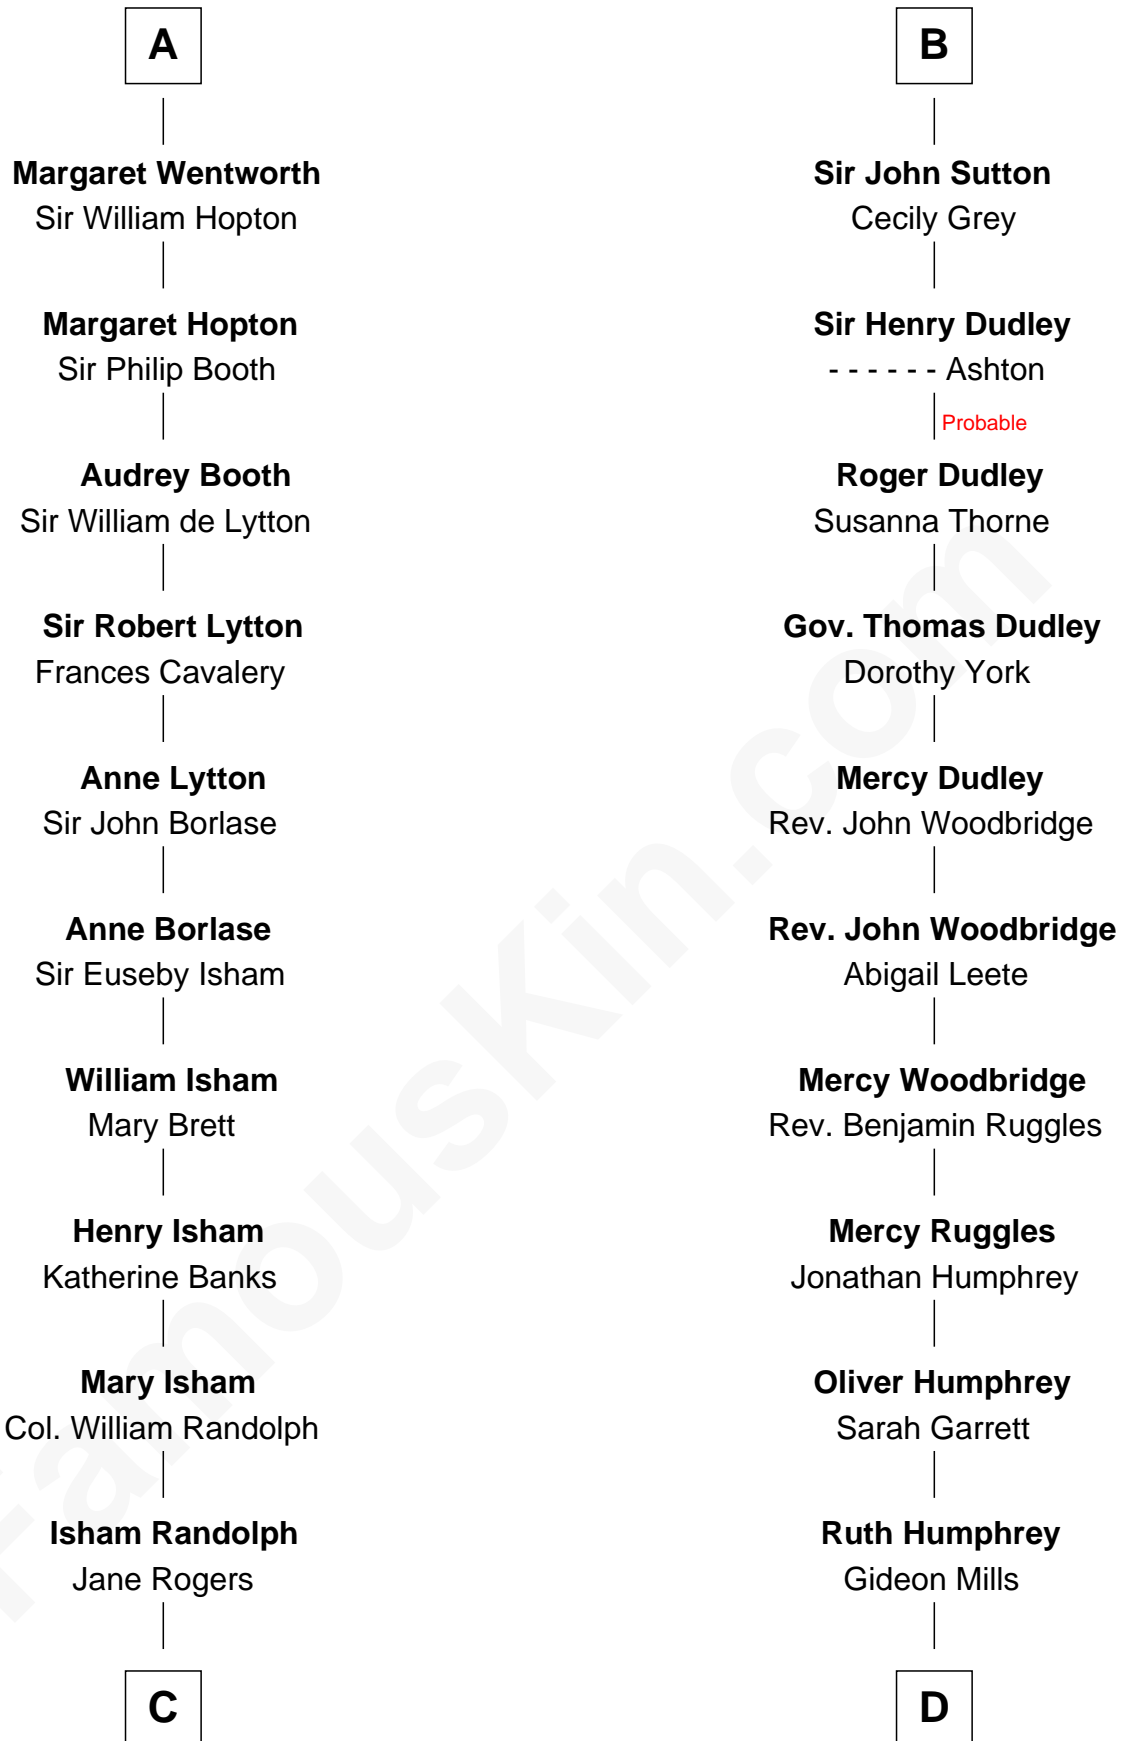 A
Margaret Wentworth
Sir William Hopton
Margaret Hopton
Sir Philip Booth
Audrey Booth
Sir William de Lytton
Sir Robert Lytton
Frances Cavalery
Anne Lytton
Sir John Borlase
Anne Borlase
Sir Euseby Isham
William Isham
Mary Brett
Henry Isham
Katherine Banks
Mary Isham
Col. William Randolph
Isham Randolph
Jane Rogers
C
B
Sir John Sutton
Cecily Grey
Sir Henry Dudley
- - - - - - Ashton
Probable
Roger Dudley
Susanna Thorne
Gov. Thomas Dudley
Dorothy York
Mercy Dudley
Rev. John Woodbridge
Rev. John Woodbridge
Abigail Leete
Mercy Woodbridge
Rev. Benjamin Ruggles
Mercy Ruggles
Jonathan Humphrey
Oliver Humphrey
Sarah Garrett
Ruth Humphrey
Gideon Mills
D
FamousKin.com